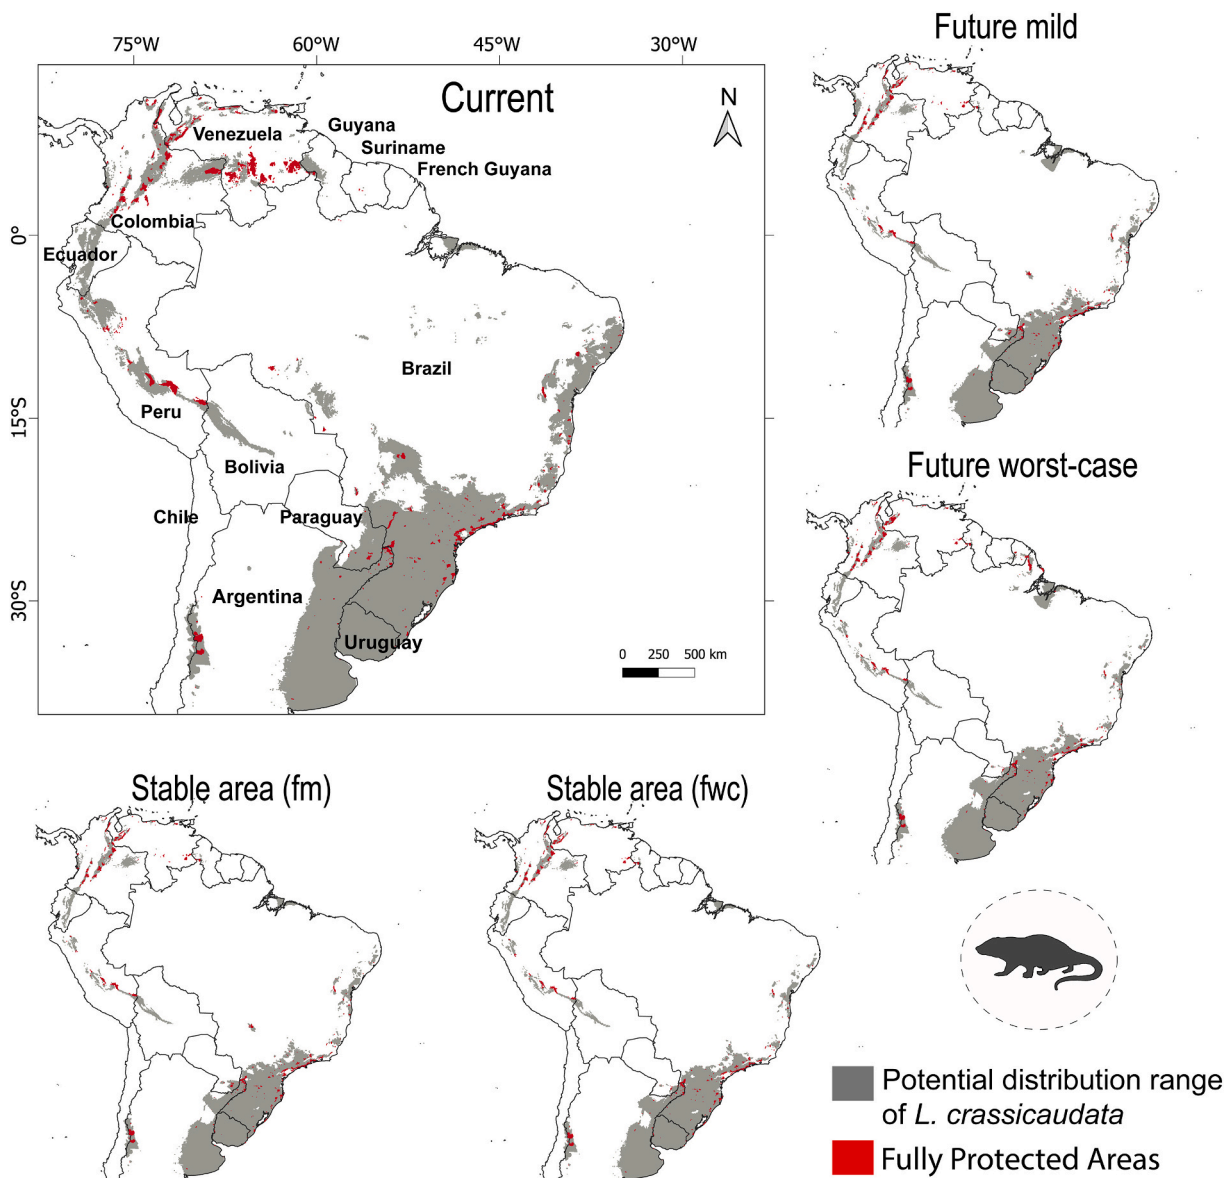 Future mild
75°W
60°W
45°W
30°W
Current
N
Venezuela
Guyana
Suriname
French Guyana
Colombia
0°
Ecuador
Brazil
15°S
Peru
Bolivia
Future worst-case
Chile
Paraguay
30°S
Argentina
Uruguay
0 250 500 km
Stable area (fm)
Stable area (fwc)
Potential distribution range
of L. crassicaudata
Fully Protected Areas